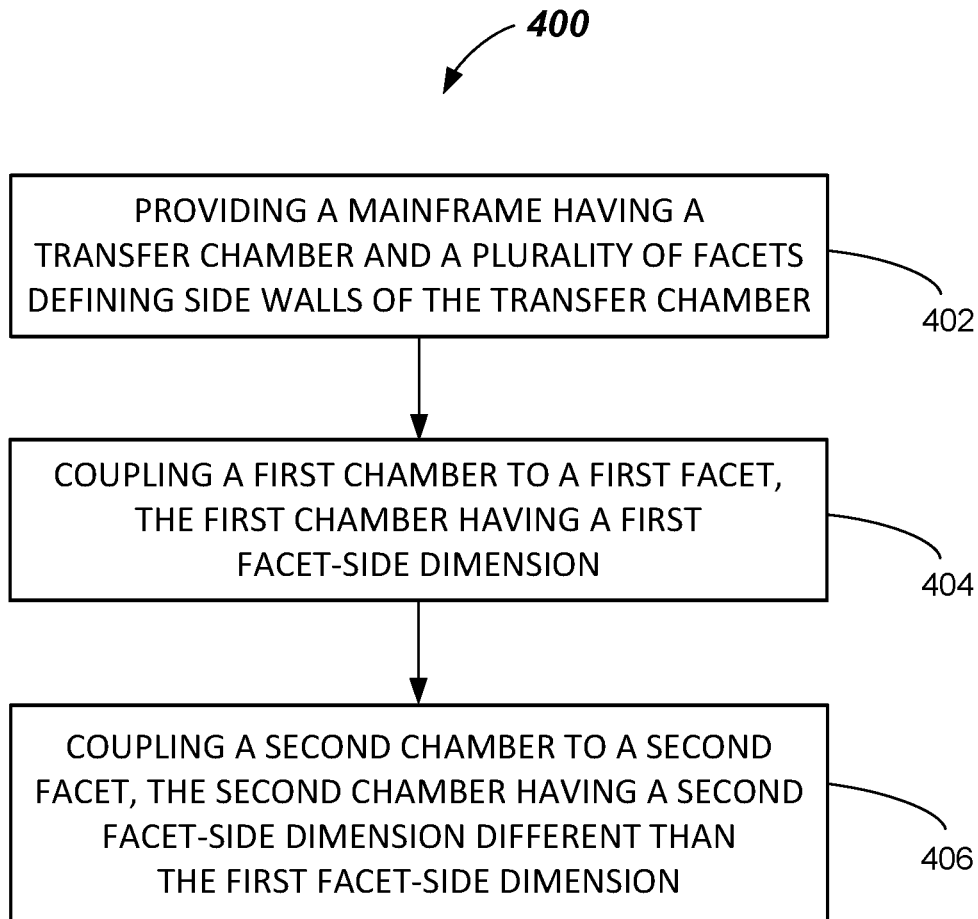 400
PROVIDING A MAINFRAME HAVING A
TRANSFER CHAMBER AND A PLURALITY OF FACETS
DEFINING SIDE WALLS OF THE TRANSFER CHAMBER
402
COUPLING A FIRST CHAMBER TO A FIRST FACET,
THE FIRST CHAMBER HAVING A FIRST
FACET-SIDE DIMENSION
404
COUPLING A SECOND CHAMBER TO A SECOND
FACET, THE SECOND CHAMBER HAVING A SECOND
FACET-SIDE DIMENSION DIFFERENT THAN
THE FIRST FACET-SIDE DIMENSION
406